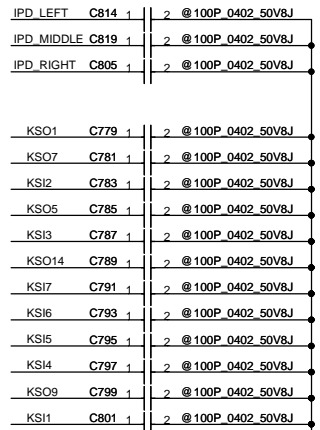 IPD_LEFT C814 1 2 @100P_0402_50V8J
IPD_MIDDLE C819 1 2 @100P_0402_50V8J
IPD_RIGHT C805 1 2 @100P_0402_50V8J
KSO1 C779 1 2 @100P_0402_50V8J
KSO7 C781 1 2 @100P_0402_50V8J
KSI2 C783 1 2 @100P_0402_50V8J
KSO5 C785 1 2 @100P_0402_50V8J
KSI3 C787 1 2 @100P_0402_50V8J
KSO14 C789 1 2 @100P_0402_50V8J
KSI7 C791 1 2 @100P_0402_50V8J
KSI6 C793 1 2 @100P_0402_50V8J
KSI5 C795 1 2 @100P_0402_50V8J
KSI4 C797 1 2 @100P_0402_50V8J
KSO9 C799 1 2 @100P_0402_50V8J
KSI1 C801 1 2 @100P_0402_50V8J